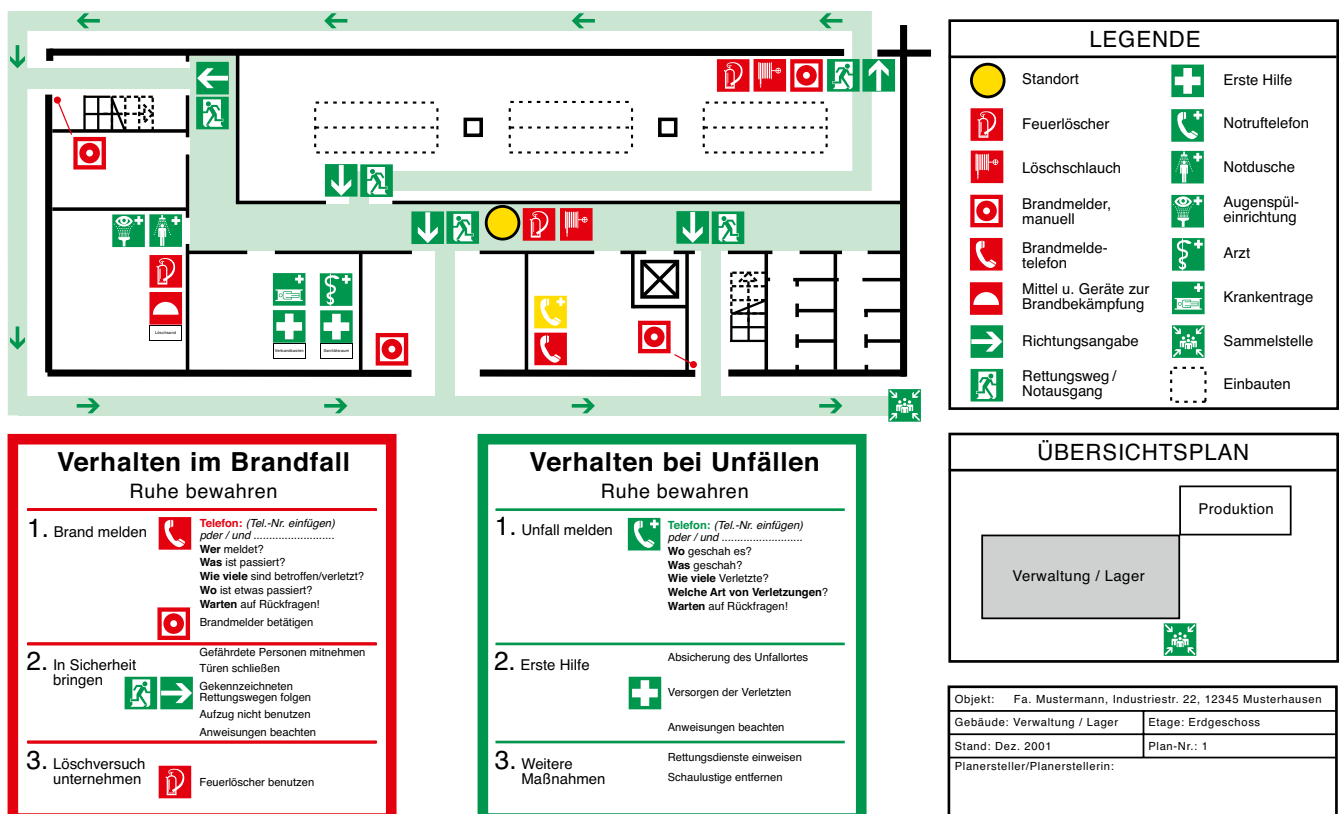 Löschsand
Verbandkasten
Sanitätsraum
LEGENDE
Standort
Erste Hilfe
Feuerlöscher
Notruftelefon
Löschschlauch
Notdusche
Brandmelder,
manuell
Augenspül-
einrichtung
Brandmelde-
telefon
Arzt
Mittel u. Geräte zur
Brandbekämpfung
Krankentrage
Richtungsangabe
Sammelstelle
Rettungsweg /
Notausgang
Einbauten
Verhalten im Brandfall
Ruhe bewahren
1. Brand melden
Telefon: (Tel.-Nr. einfügen)
pder / und ..........................
Wer meldet?
Was ist passiert?
Wie viele sind betroffen/verletzt?
Wo ist etwas passiert?
Warten auf Rückfragen!
Brandmelder betätigen
2. In Sicherheit
bringen
Gefährdete Personen mitnehmen
Türen schließen
Gekennzeichneten
Rettungswegen folgen
Aufzug nicht benutzen
Anweisungen beachten
3. Löschversuch
unternehmen
Feuerlöscher benutzen
Verhalten bei Unfällen
Ruhe bewahren
1. Unfall melden
Telefon: (Tel.-Nr. einfügen)
pder / und ..........................
Wo geschah es?
Was geschah?
Wie viele Verletzte?
Welche Art von Verletzungen?
Warten auf Rückfragen!
2. Erste Hilfe
Absicherung des Unfallortes
Versorgen der Verletzten
Anweisungen beachten
3. Weitere
Maßnahmen
Rettungsdienste einweisen
Schaulustige entfernen
ÜBERSICHTSPLAN
Produktion
Verwaltung / Lager
Objekt: Fa. Mustermann, Industriestr. 22, 12345 Musterhausen
Gebäude: Verwaltung / Lager
Etage: Erdgeschoss
Stand: Dez. 2001
Plan-Nr.: 1
Planersteller/Planerstellerin: